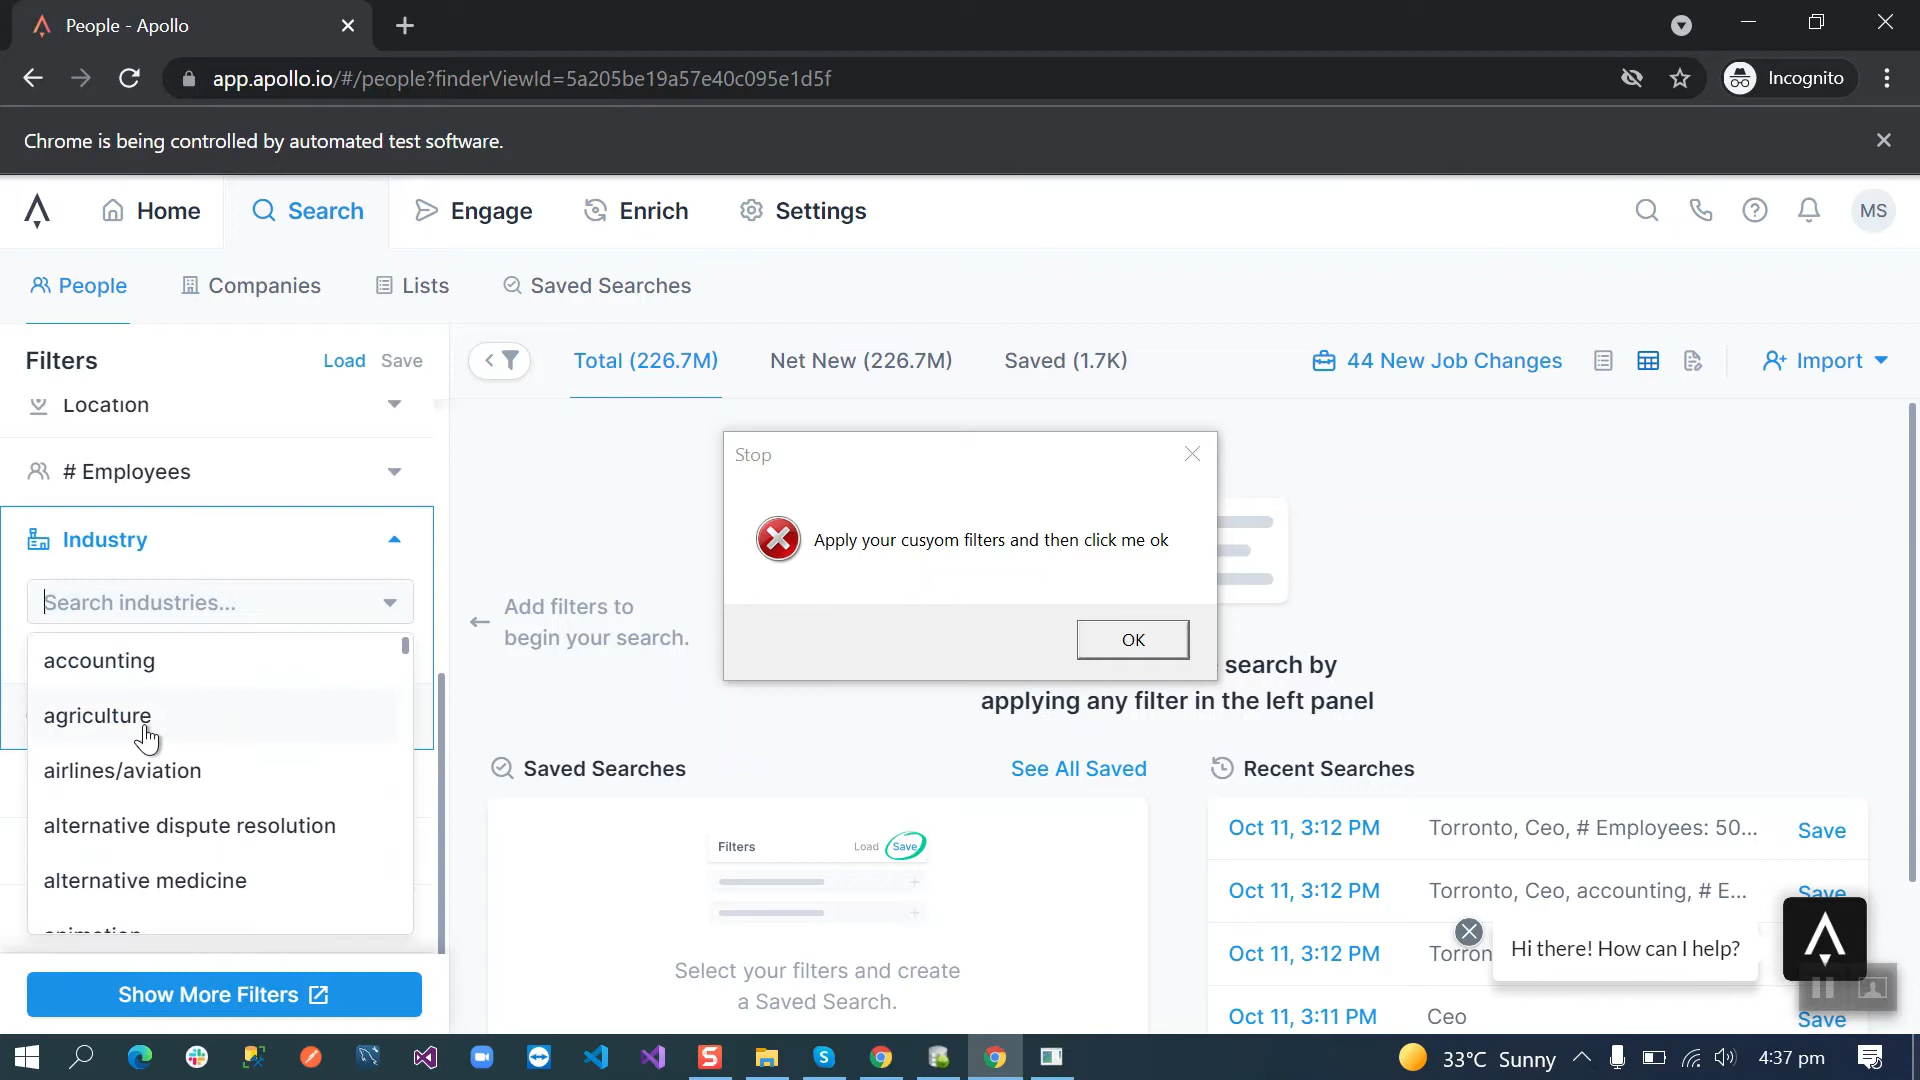 People - Apollo
app.apollo.io/#/people?finderViewId=5a205be19a57e40c095e1d5f
Incognito
Chrome is being controlled by automated test software.
Home
Search
Engage
Enrich
Settings
MS
People
Companies
Lists
Saved Searches
Filters
Load
Save
Total (226.7M)
Net New (226.7M)
Saved (1.7K)
44 New Job Changes
Import
Location
# Employees
Industry
Search industries...
accounting
agriculture
airlines/aviation
alternative dispute resolution
alternative medicine
animation
Show More Filters
Add filters to
begin your search.
Stop
Apply your cusyom filters and then click me ok
OK
search by
applying any filter in the left panel
Saved Searches
See All Saved
Filters
Load
Save
Select your filters and create
a Saved Search.
Recent Searches
Oct 11, 3:12 PM
Torronto, Ceo, # Employees: 50...
Save
Oct 11, 3:12 PM
Torronto, Ceo, accounting, # E...
Save
Oct 11, 3:12 PM
Torron
Hi there! How can I help?
Oct 11, 3:11 PM
Ceo
Save
33°C Sunny
4:37 pm